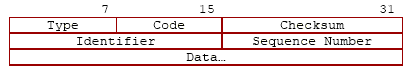 7 15 31
Type Code Checksum
Identifier Sequence Number
Data…